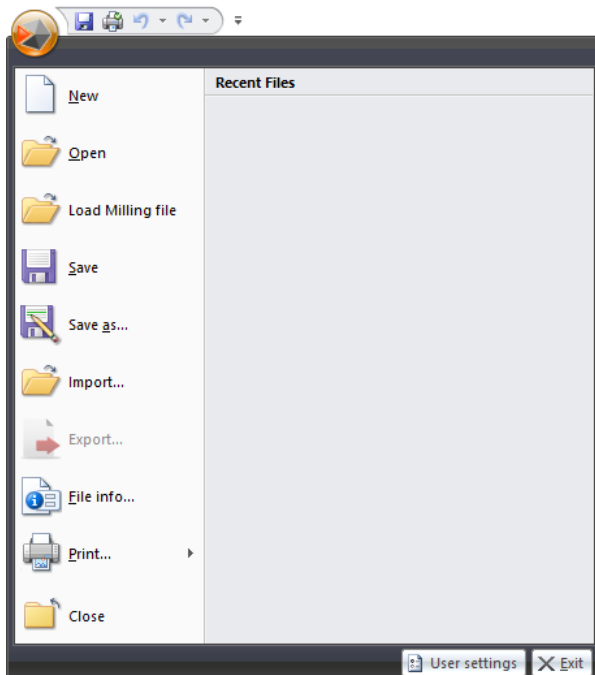 Recent Files
New
Open
Load Milling file
Save
Save as...
Import...
Export...
File info...
Print...
Close
User settings
Exit